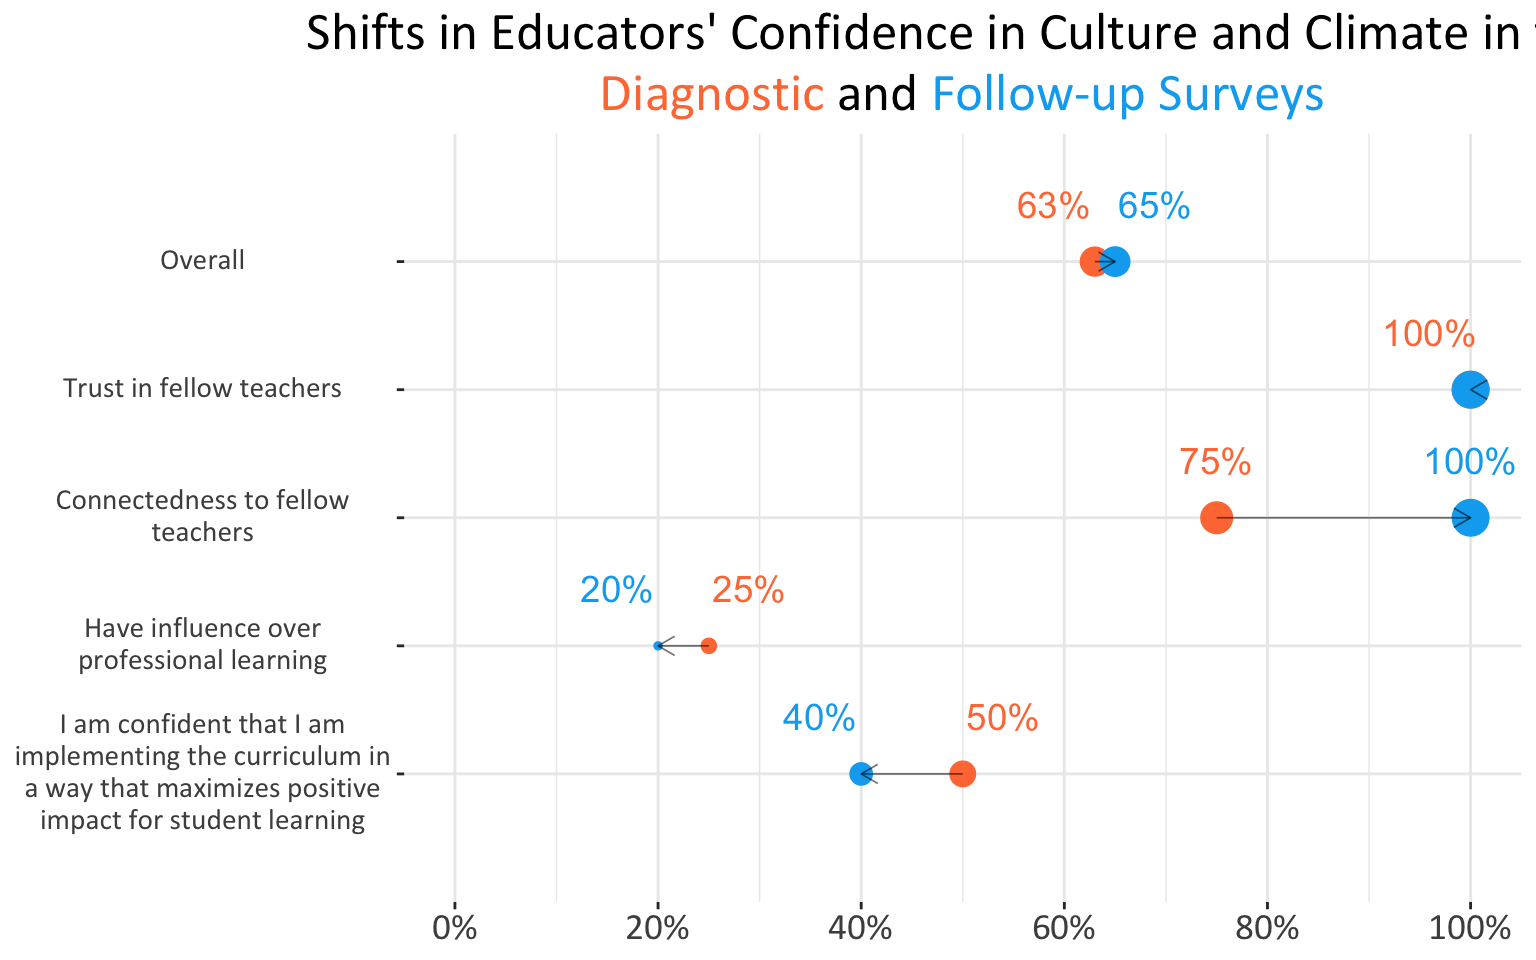 Shifts in Educators' Confidence in Culture and Climate in
Diagnostic and Follow-up Surveys
63% 65%
Overall
100%
Trust in fellow teachers
75% 100%
Connectedness to fellow
teachers
20% 25%
Have influence over
professional learning
40% 50%
I am confident that I am
implementing the curriculum in
a way that maximizes positive
impact for student learning
0% 20% 40% 60% 80% 100%